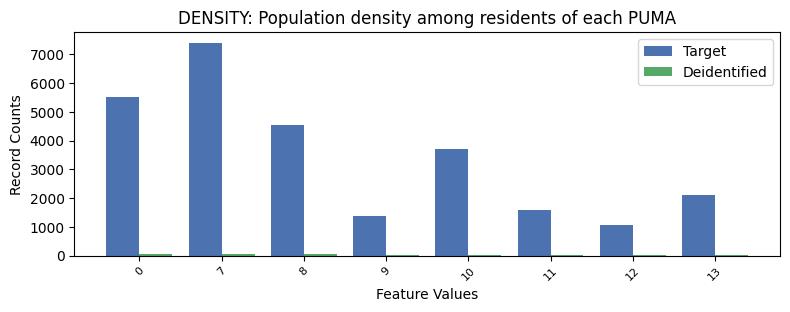 DENSITY: Population density among residents of each PUMA
Target
Deidentified
Record Counts
7000
6000
5000
4000
3000
2000
1000
0
0 7 8 9 10 11 12 13
Feature Values